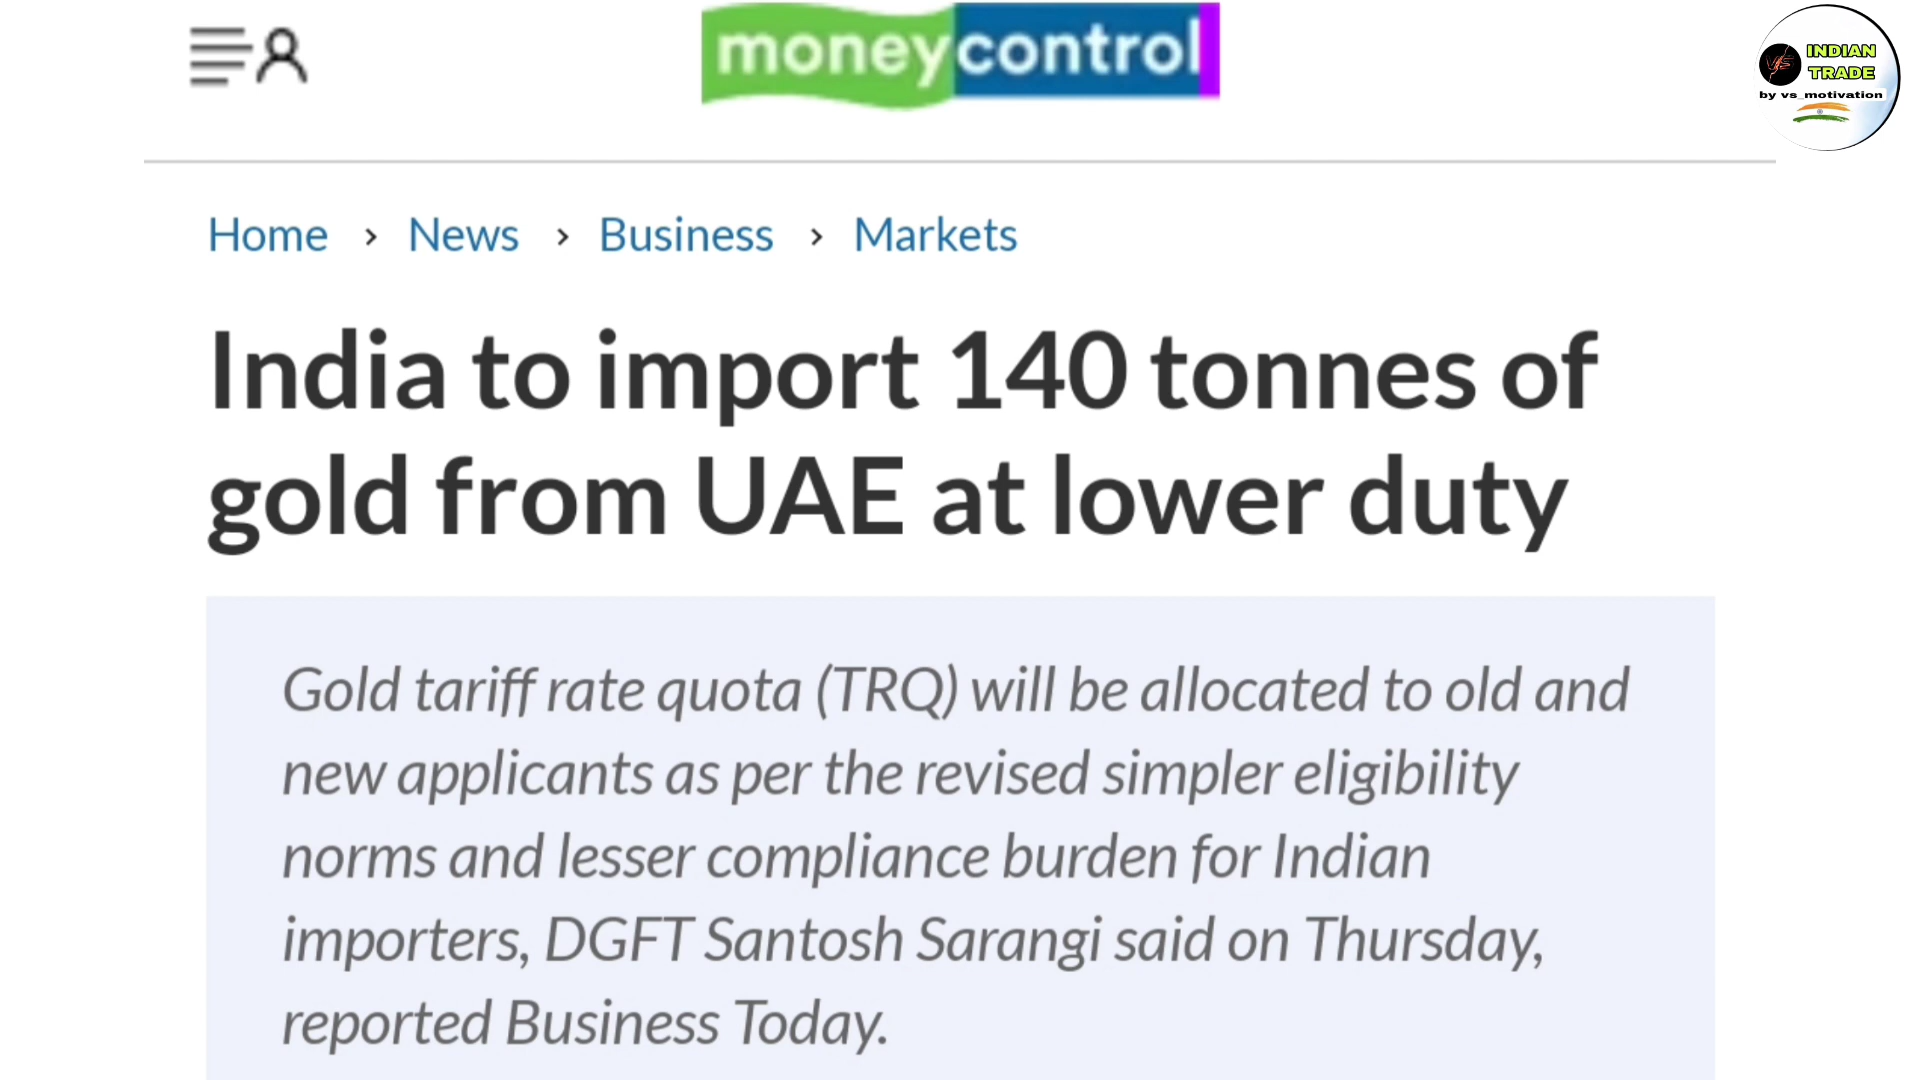 moneycontrol
INDIAN
TRADE
by vs_motivation
Home > News > Business > Markets
India to import 140 tonnes of
gold from UAE at lower duty
Gold tariff rate quota (TRQ) will be allocated to old and
new applicants as per the revised simpler eligibility
norms and lesser compliance burden for Indian
importers, DGFT Santosh Sarangi said on Thursday,
reported Business Today.